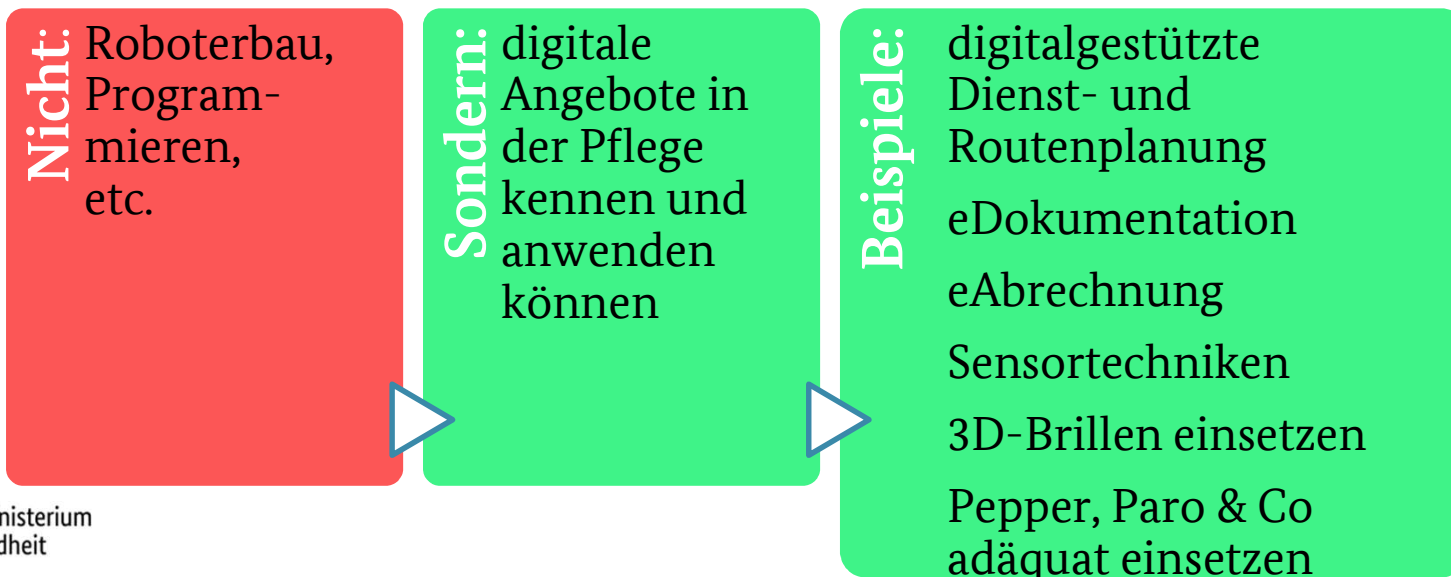 Nicht:
Roboterbau,
Program-
mieren,
etc.
Sondern:
digitale
Angebote in
der Pflege
kennen und
anwenden
können
Beispiele:
digitalgestützte
Dienst- und
Routenplanung
eDokumentation
eAbrechnung
Sensortechniken
3D-Brillen einsetzen
Pepper, Paro & Co
adäquat einsetzen
nisterium
dheit